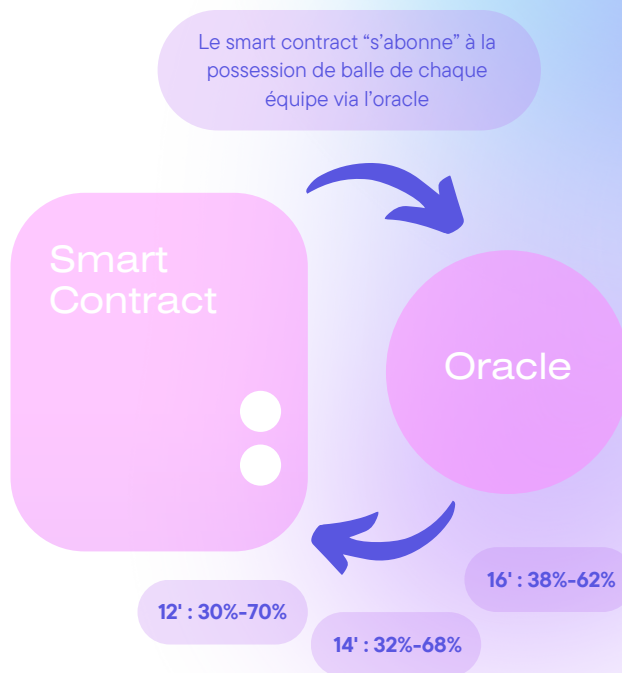 Le smart contract “s’abonne” à la
possession de balle de chaque
équipe via l’oracle
Smart
Contract
Oracle
16' : 38%-62%
12' : 30%-70%
14' : 32%-68%